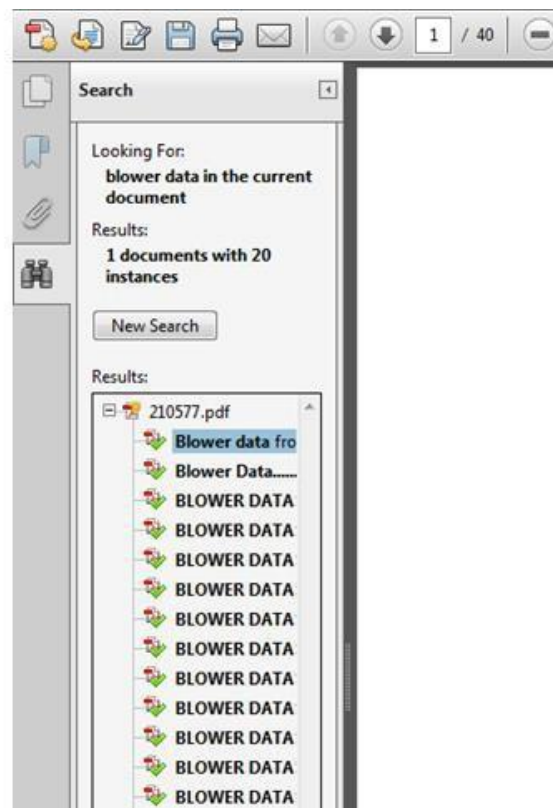 1 / 40
Search
Looking For:
blower data in the current
document
Results:
1 documents with 20
instances
New Search
Results:
210577.pdf
Blower data fro
Blower Data......
BLOWER DATA
BLOWER DATA
BLOWER DATA
BLOWER DATA
BLOWER DATA
BLOWER DATA
BLOWER DATA
BLOWER DATA
BLOWER DATA
BLOWER DATA
BLOWER DATA